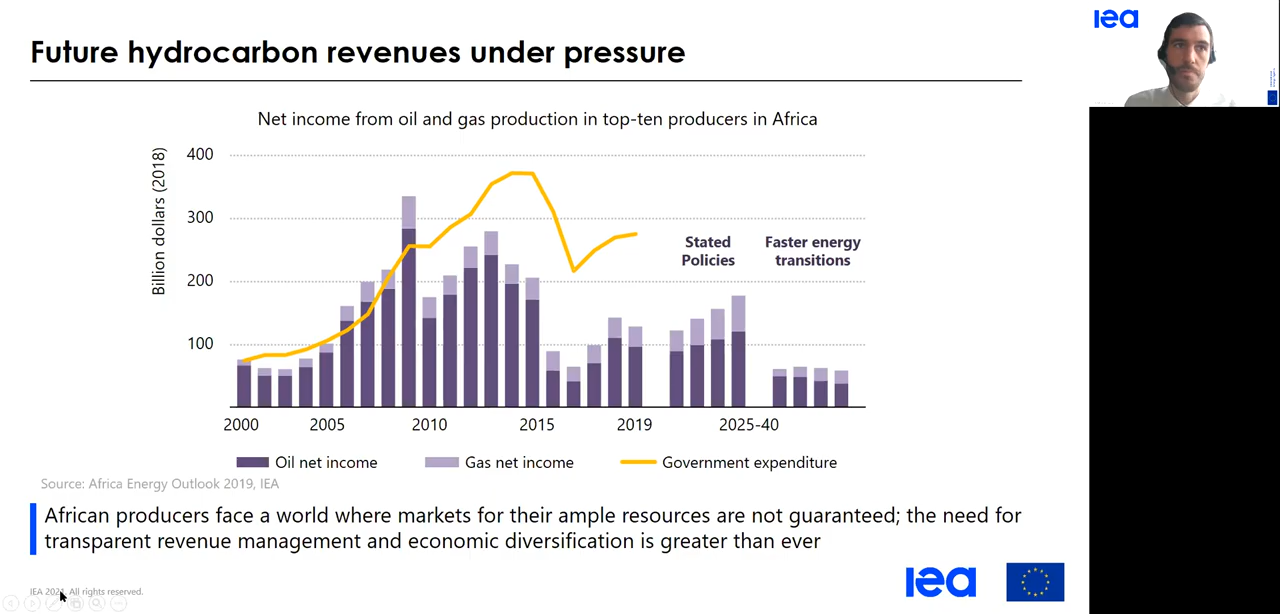 Future hydrocarbon revenues under pressure
iea
Net income from oil and gas production in top-ten producers in Africa
Billion dollars (2018)
400
300
200
100
Stated
Policies
Faster energy
transitions
2000 2005 2010 2015 2019 2025-40
Oil net income Gas net income Government expenditure
Source: Africa Energy Outlook 2019, IEA
African producers face a world where markets for their ample resources are not guaranteed; the need for
transparent revenue management and economic diversification is greater than ever
iea
IEA 2021. All rights reserved.